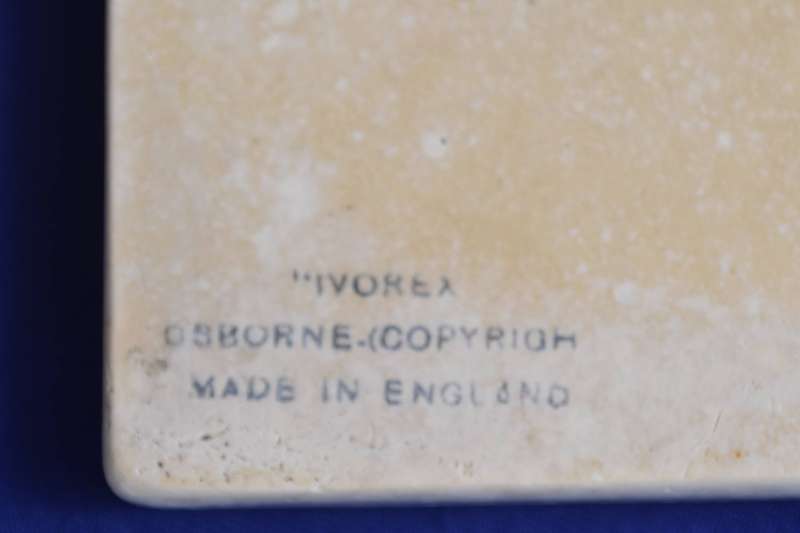 "IVOREX
OSBORNE.(COPYRIGH
MADE IN ENGLAND